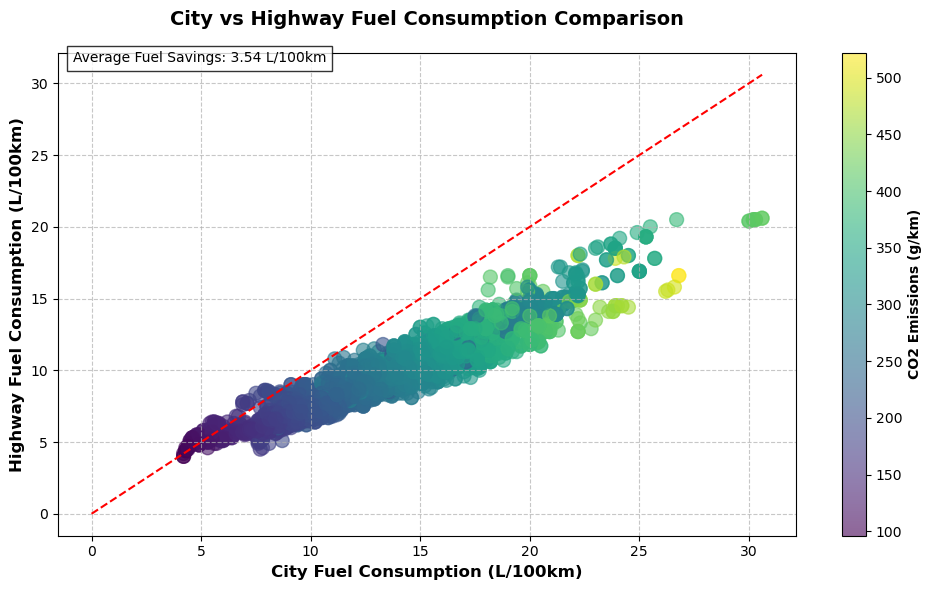 City vs Highway Fuel Consumption Comparison
Average Fuel Savings: 3.54 L/100km
Highway Fuel Consumption (L/100km)
30
25
20
15
10
5
0
0 5 10 15 20 25 30
City Fuel Consumption (L/100km)
500
450
400
350
300
250
200
150
100
CO2 Emissions (g/km)